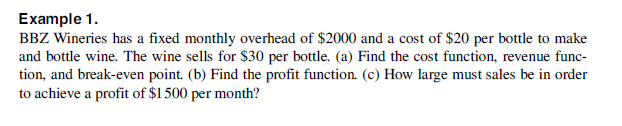 Example 1.
BBZ Wineries has a fixed monthly overhead of $2000 and a cost of $20 per bottle to make
and bottle wine. The wine sells for $30 per bottle. (a) Find the cost function, revenue func-
tion, and break-even point. (b) Find the profit function. (c) How large must sales be in order
to achieve a profit of $1500 per month?